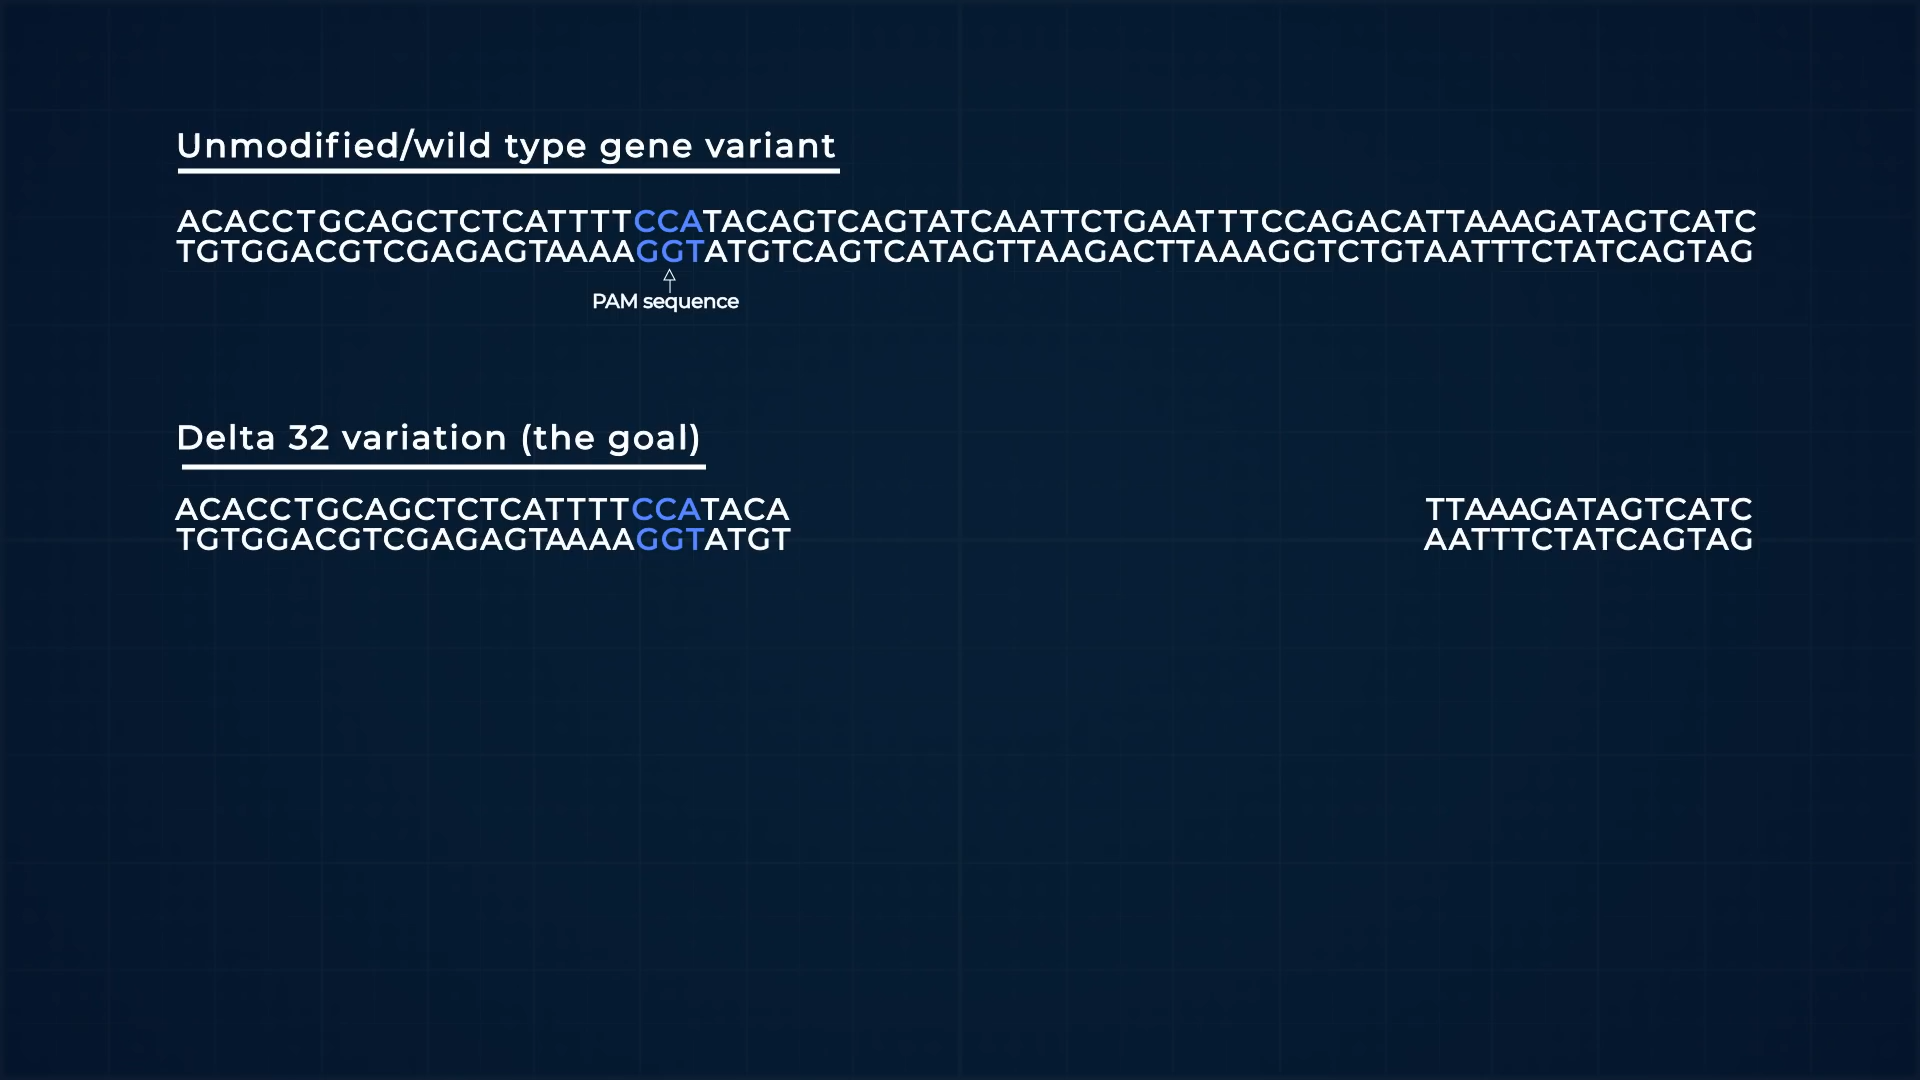 Unmodified/wild type gene variant
ACACCTGCAGCTCTCATTTTCCATACAGTCAGTATCAATTCTGAATTTCCAGACATTAAAGATAGTCATC
TGTGGACGTCGAGAGTAAAAGGTATGTCAGTCATAGTTAAGACTTAAAGGTCTGTAATTTCTATCAGTAG
PAM sequence
Delta 32 variation (the goal)
ACACCTGCAGCTCTCATTTTCCATACA TTAAAGATAGTCATC
TGTGGACGTCGAGAGTAAAAGGTATGT AATTTCTATCAGTAG